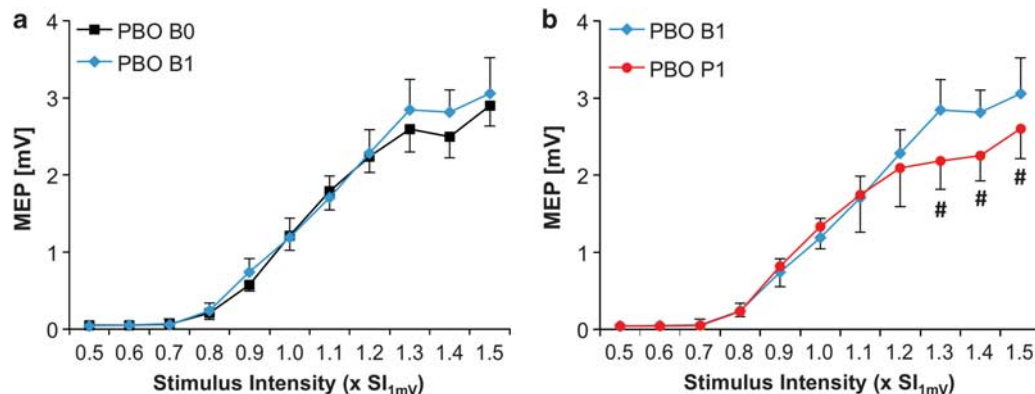 a
PBO B0
PBO B1
MEP [mV]
4
3
2
1
0
0.5 0.6 0.7 0.8 0.9 1.0 1.1 1.2 1.3 1.4 1.5
Stimulus Intensity (x SI1mV)
b
PBO B1
PBO P1
MEP [mV]
4
3
2
1
0
# # #
0.5 0.6 0.7 0.8 0.9 1.0 1.1 1.2 1.3 1.4 1.5
Stimulus Intensity (x SI1mV)